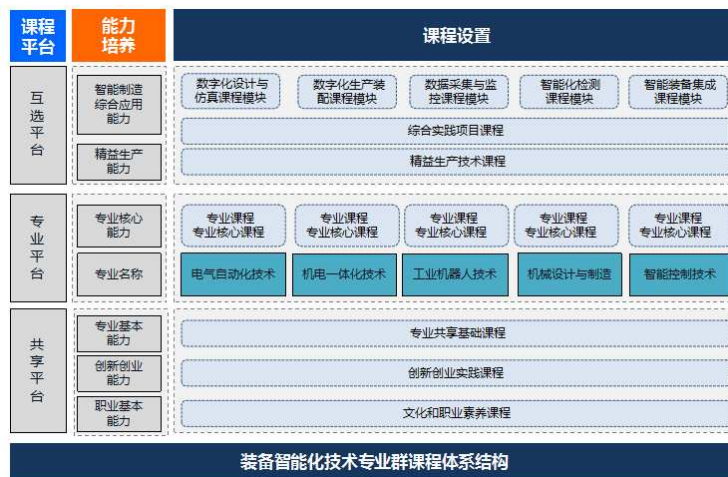 课程
平台
能力
培养
课程设置
互
选
平
台
智能制造
综合应用
能力
数字化设计与
仿真课程模块
数字化生产装
配课程模块
数据采集与监
控课程模块
智能化检测
课程模块
智能装备集成
课程模块
综合实践项目课程
精益生产
能力
精益生产技术课程
专
业
平
台
专业核心
能力
专业课程
专业核心课程
专业课程
专业核心课程
专业课程
专业核心课程
专业课程
专业核心课程
专业课程
专业核心课程
专业名称
电气自动化技术
机电一体化技术
工业机器人技术
机械设计与制造
智能控制技术
共
享
平
台
专业基本
能力
专业共享基础课程
创新创业
能力
创新创业实践课程
职业基本
能力
文化和职业素养课程
装备智能化技术专业群课程体系结构